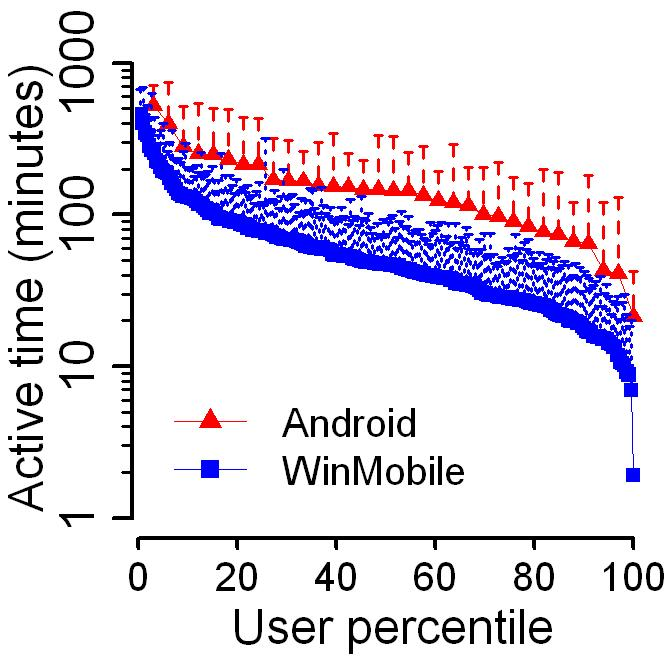 Active time (minutes)
1000
100
10
1
Android
WinMobile
0 20 40 60 80 100
User percentile